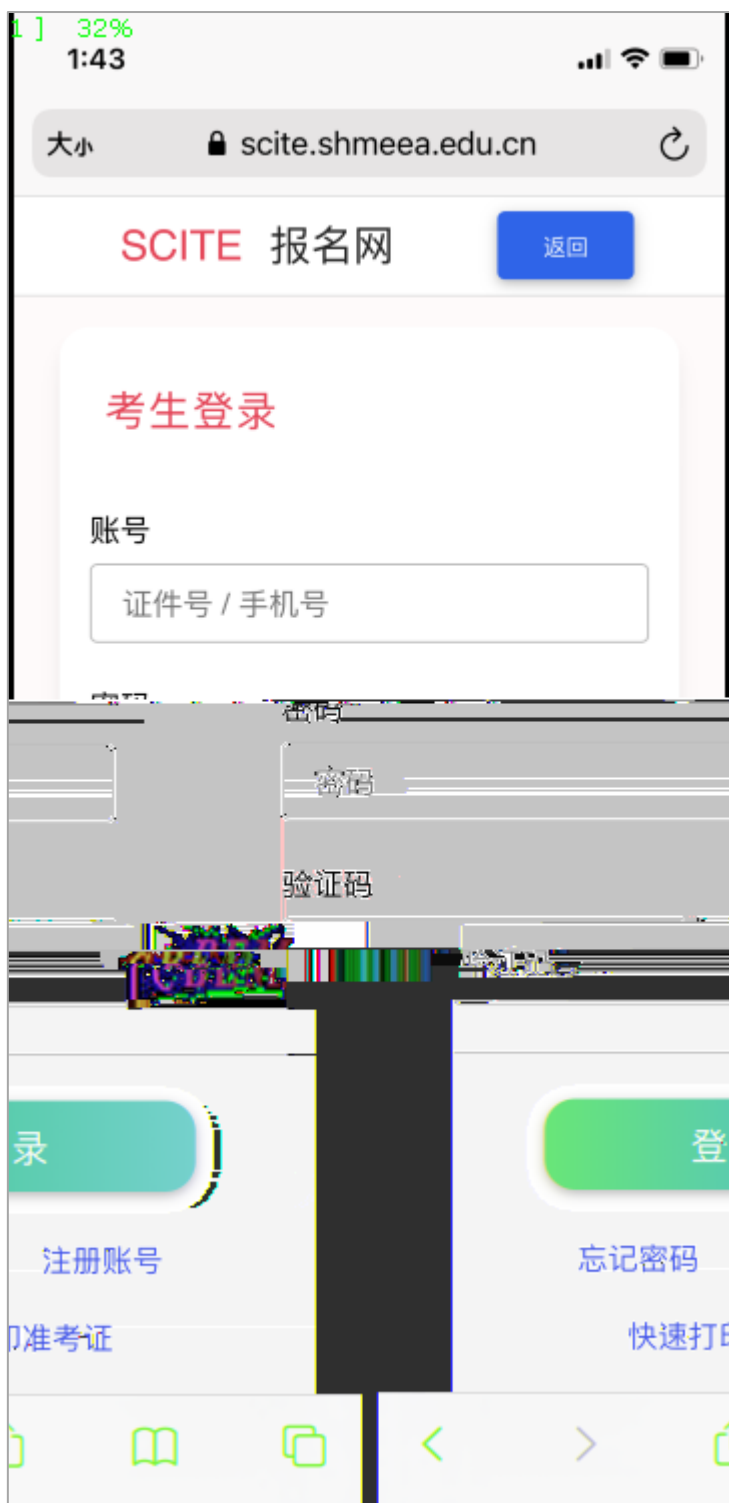 1 ] 32%
1:43
大小 scite.shmeea.edu.cn
SCITE 报名网 返回
考生登录
账号
证件号 / 手机号
密码
密码
验证码
录 登
注册账号 忘记密码
印准考证 快速打印